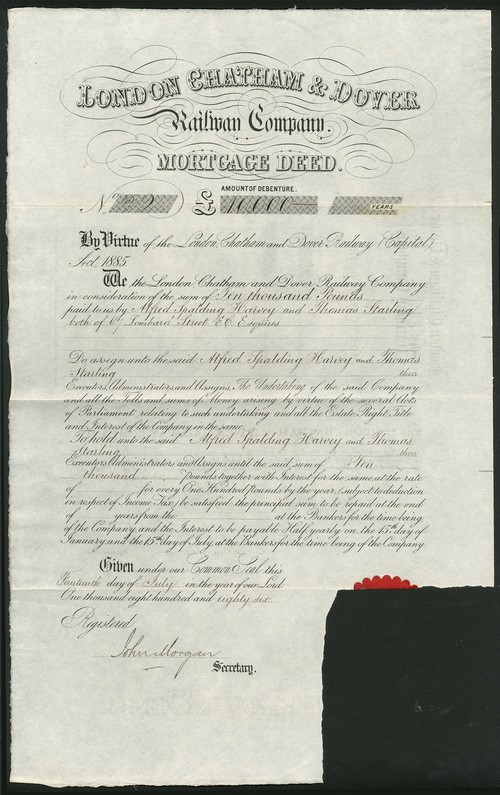 LONDON CHATHAM & DOVER
Railway Company.
MORTGAGE DEED.
AMOUNT OF DEBENTURE.
No 2 £ 10,000 YEARS
By Virtue of the London, Chatham and Dover Railway (Capital)
Act, 1885
We the London, Chatham and Dover Railway Company
in consideration of the sum of Ten thousand Pounds
paid to us by Alfred Spalding Harvey and Thomas Starling
both of 67 Lombard Street E.C. Esquires
Do assign unto the said Alfred Spalding Harvey and Thomas
Starling their
Executors, Administrators, and Assigns, The Undertaking of the said Company
and all the Tolls and sums of Money arising by virtue of the several Acts
of Parliament relating to such undertaking and all the Estate Right Title
and Interest of the Company in the same.
To hold unto the said Alfred Spalding Harvey and Thomas
Starling their
Executors Administrators and Assigns until the said sum of Ten
thousand pounds together with Interest for the same at the rate
of for every One Hundred Pounds by the year, (subject to deduction
in respect of Income Tax,) be satisfied the principal sum to be repaid at the end
of years from the at the Bankers for the time being
of the Company, and the Interest to be payable Half yearly on the 15th day of
January and the 15th day of July, at the Bankers for the time being of the Company.
Given under our Common Seal this
fourteenth day of July in the year of our Lord
One thousand eight hundred and eighty six.
Registered
John Morgan
Secretary.